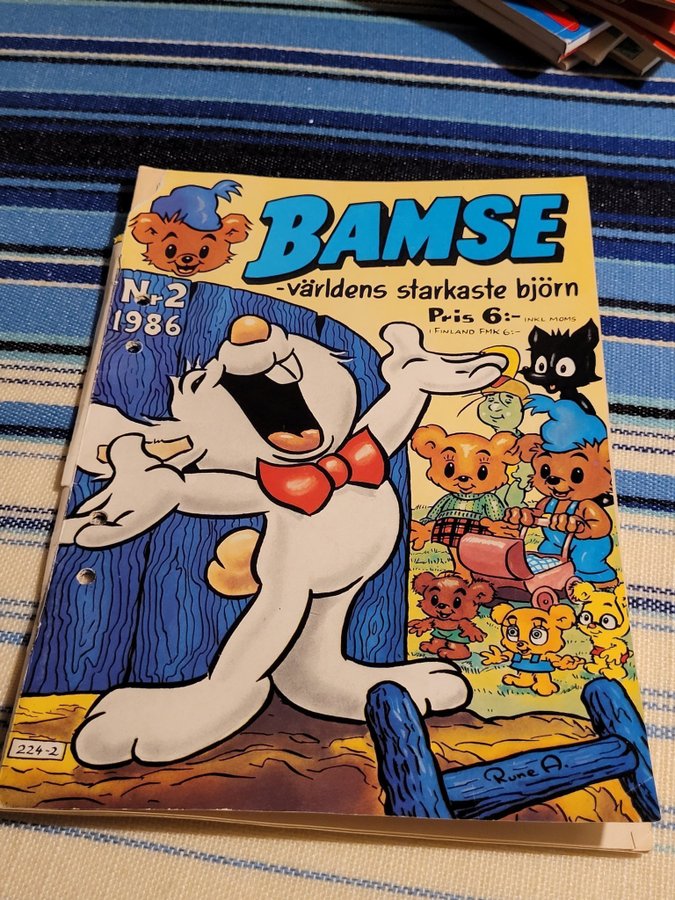 BAMSE
-världens starkaste björn
Nr 2
1986
Pris 6:- INKL MOMS
I FINLAND FMK 6:-
224-2
Rune A.